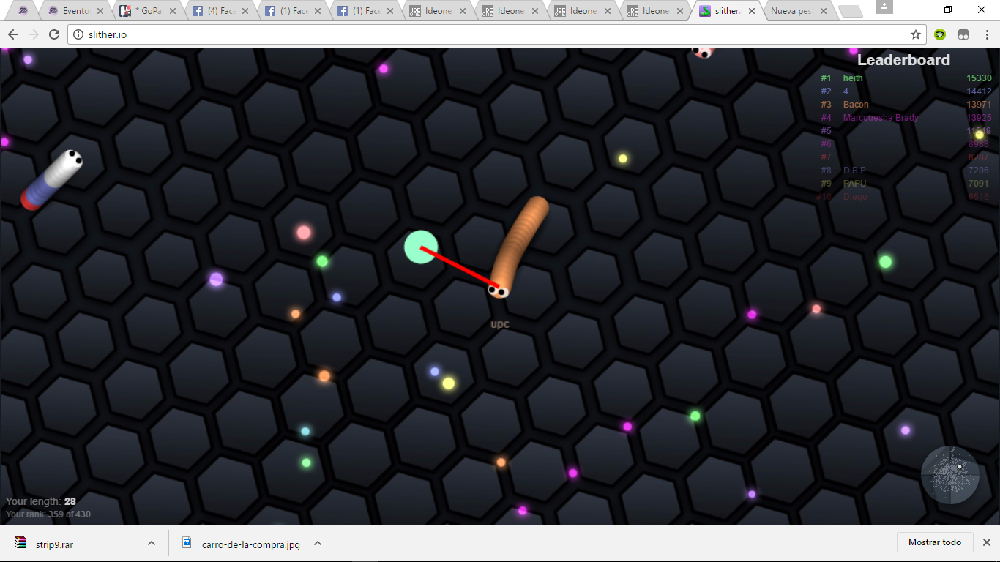 Evento
* GoPa
(4) Face
(1) Face
(1) Face
Ideone
Ideone
Ideone
Ideone
slither.
Nueva pest
slither.io
Leaderboard
#1 heith 15330
#2 4 14412
#3 Bacon 13971
#4 Marcquesha Brady 13925
#5 11549
#6 8988
#7 8287
#8 D B P 7206
#9 PAPU 7091
#10 Diego 6516
upc
Your length: 28
Your rank: 359 of 430
strip9.rar
carro-de-la-compra.jpg
Mostrar todo